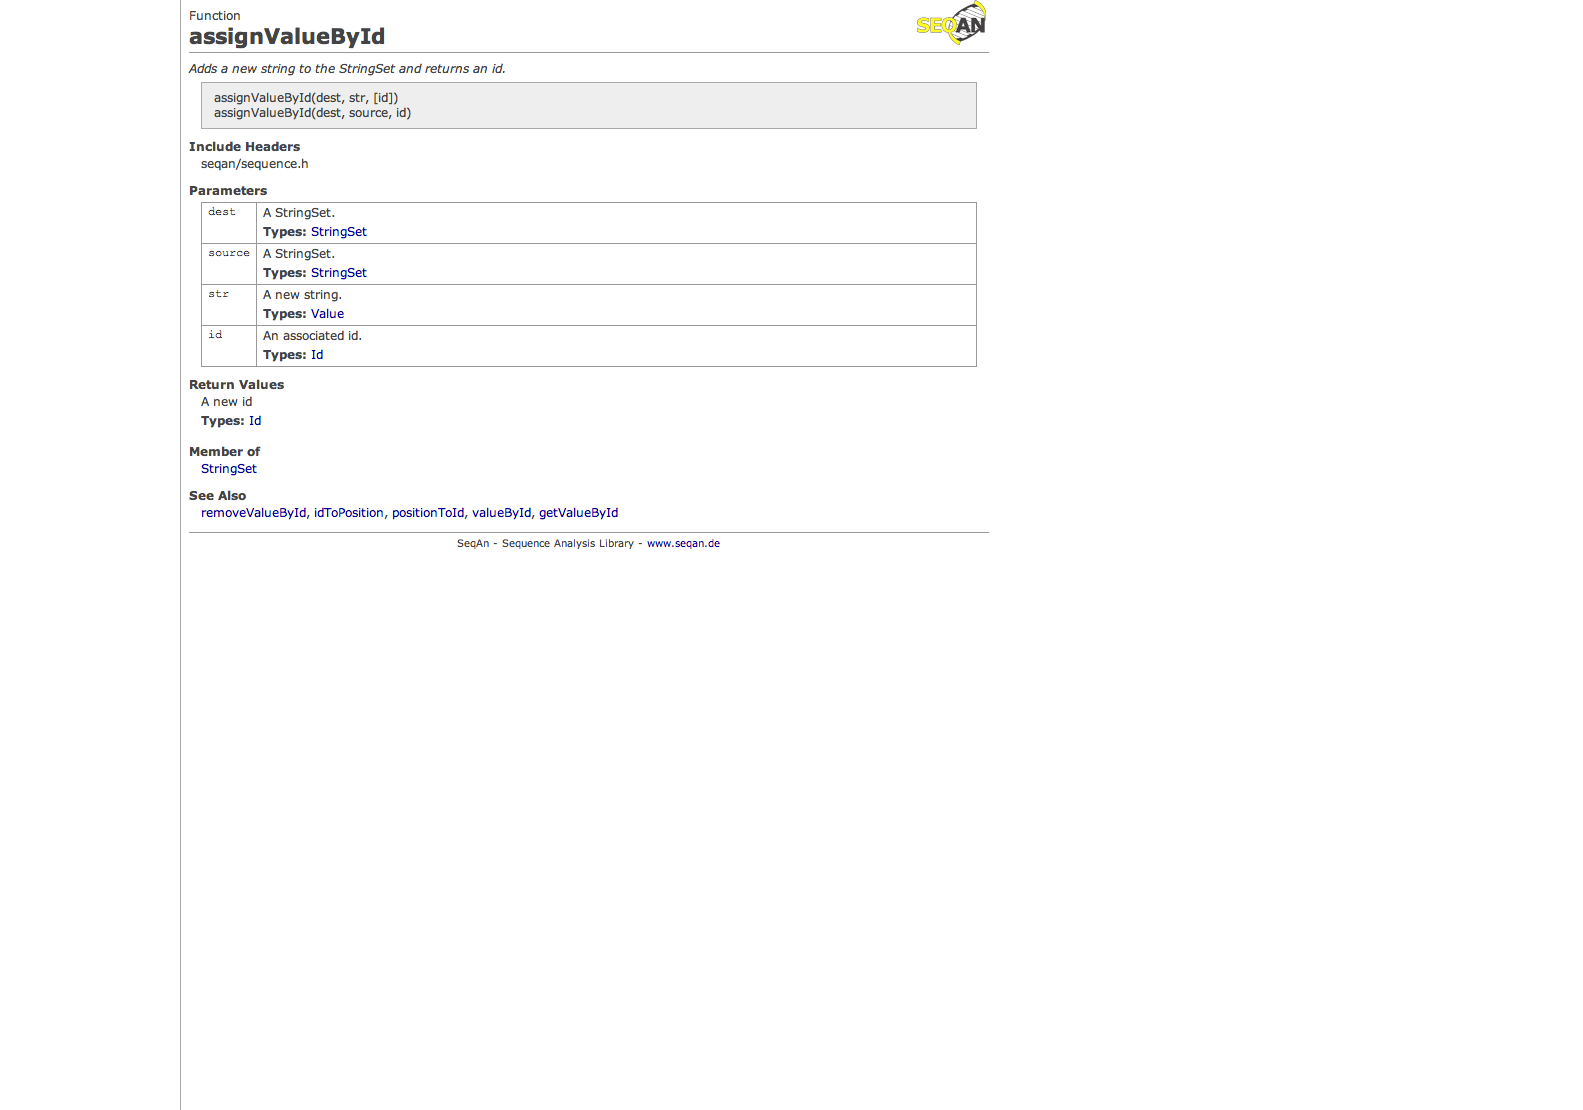 Function
assignValueById
SEQAN
Adds a new string to the StringSet and returns an id.
assignValueById(dest, str, [id])
assignValueById(dest, source, id)
Include Headers
seqan/sequence.h
Parameters
dest A StringSet.
Types: StringSet
source A StringSet.
Types: StringSet
str A new string.
Types: Value
id An associated id.
Types: Id
Return Values
A new id
Types: Id
Member of
StringSet
See Also
removeValueById, idToPosition, positionToId, valueById, getValueById
SeqAn - Sequence Analysis Library - www.seqan.de